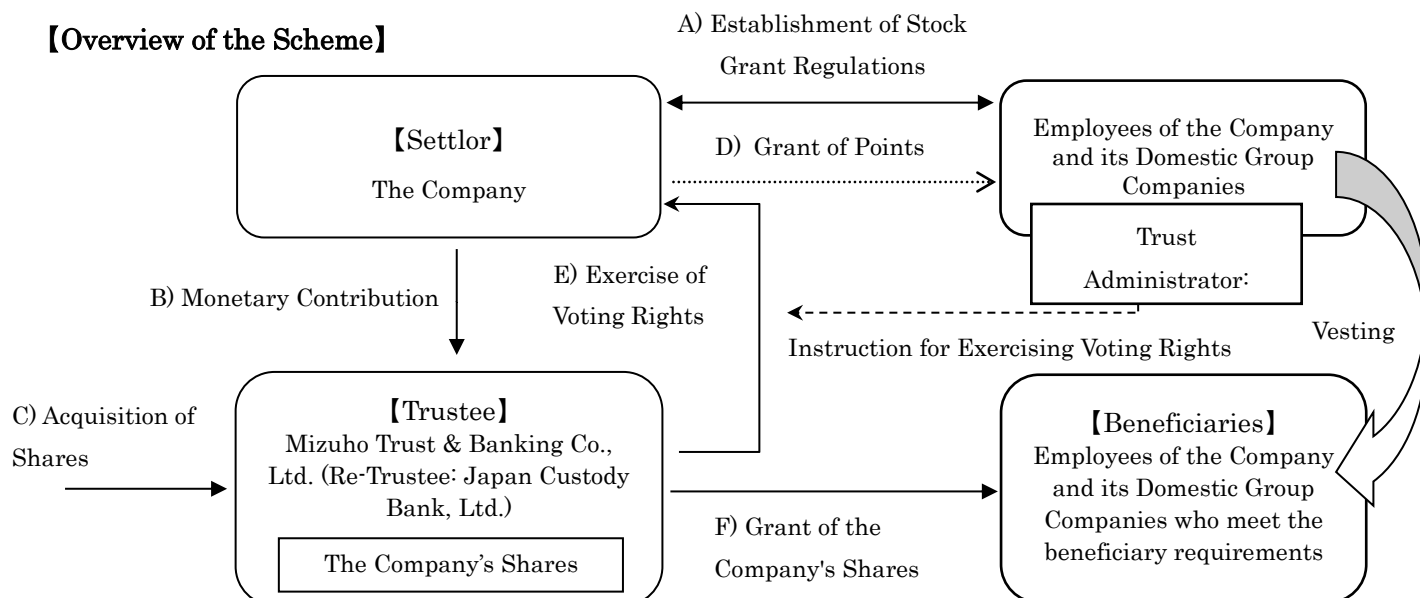 【Overview of the Scheme】
A) Establishment of Stock
Grant Regulations
【Settlor】
The Company
D) Grant of Points
Employees of the Company
and its Domestic Group
Companies
Trust
Administrator:
B) Monetary Contribution
E) Exercise of
Voting Rights
Instruction for Exercising Voting Rights
Vesting
C) Acquisition of
Shares
【Trustee】
Mizuho Trust & Banking Co.,
Ltd. (Re-Trustee: Japan Custody
Bank, Ltd.)
The Company’s Shares
F) Grant of the
Company's Shares
【Beneficiaries】
Employees of the Company
and its Domestic Group
Companies who meet the
beneficiary requirements